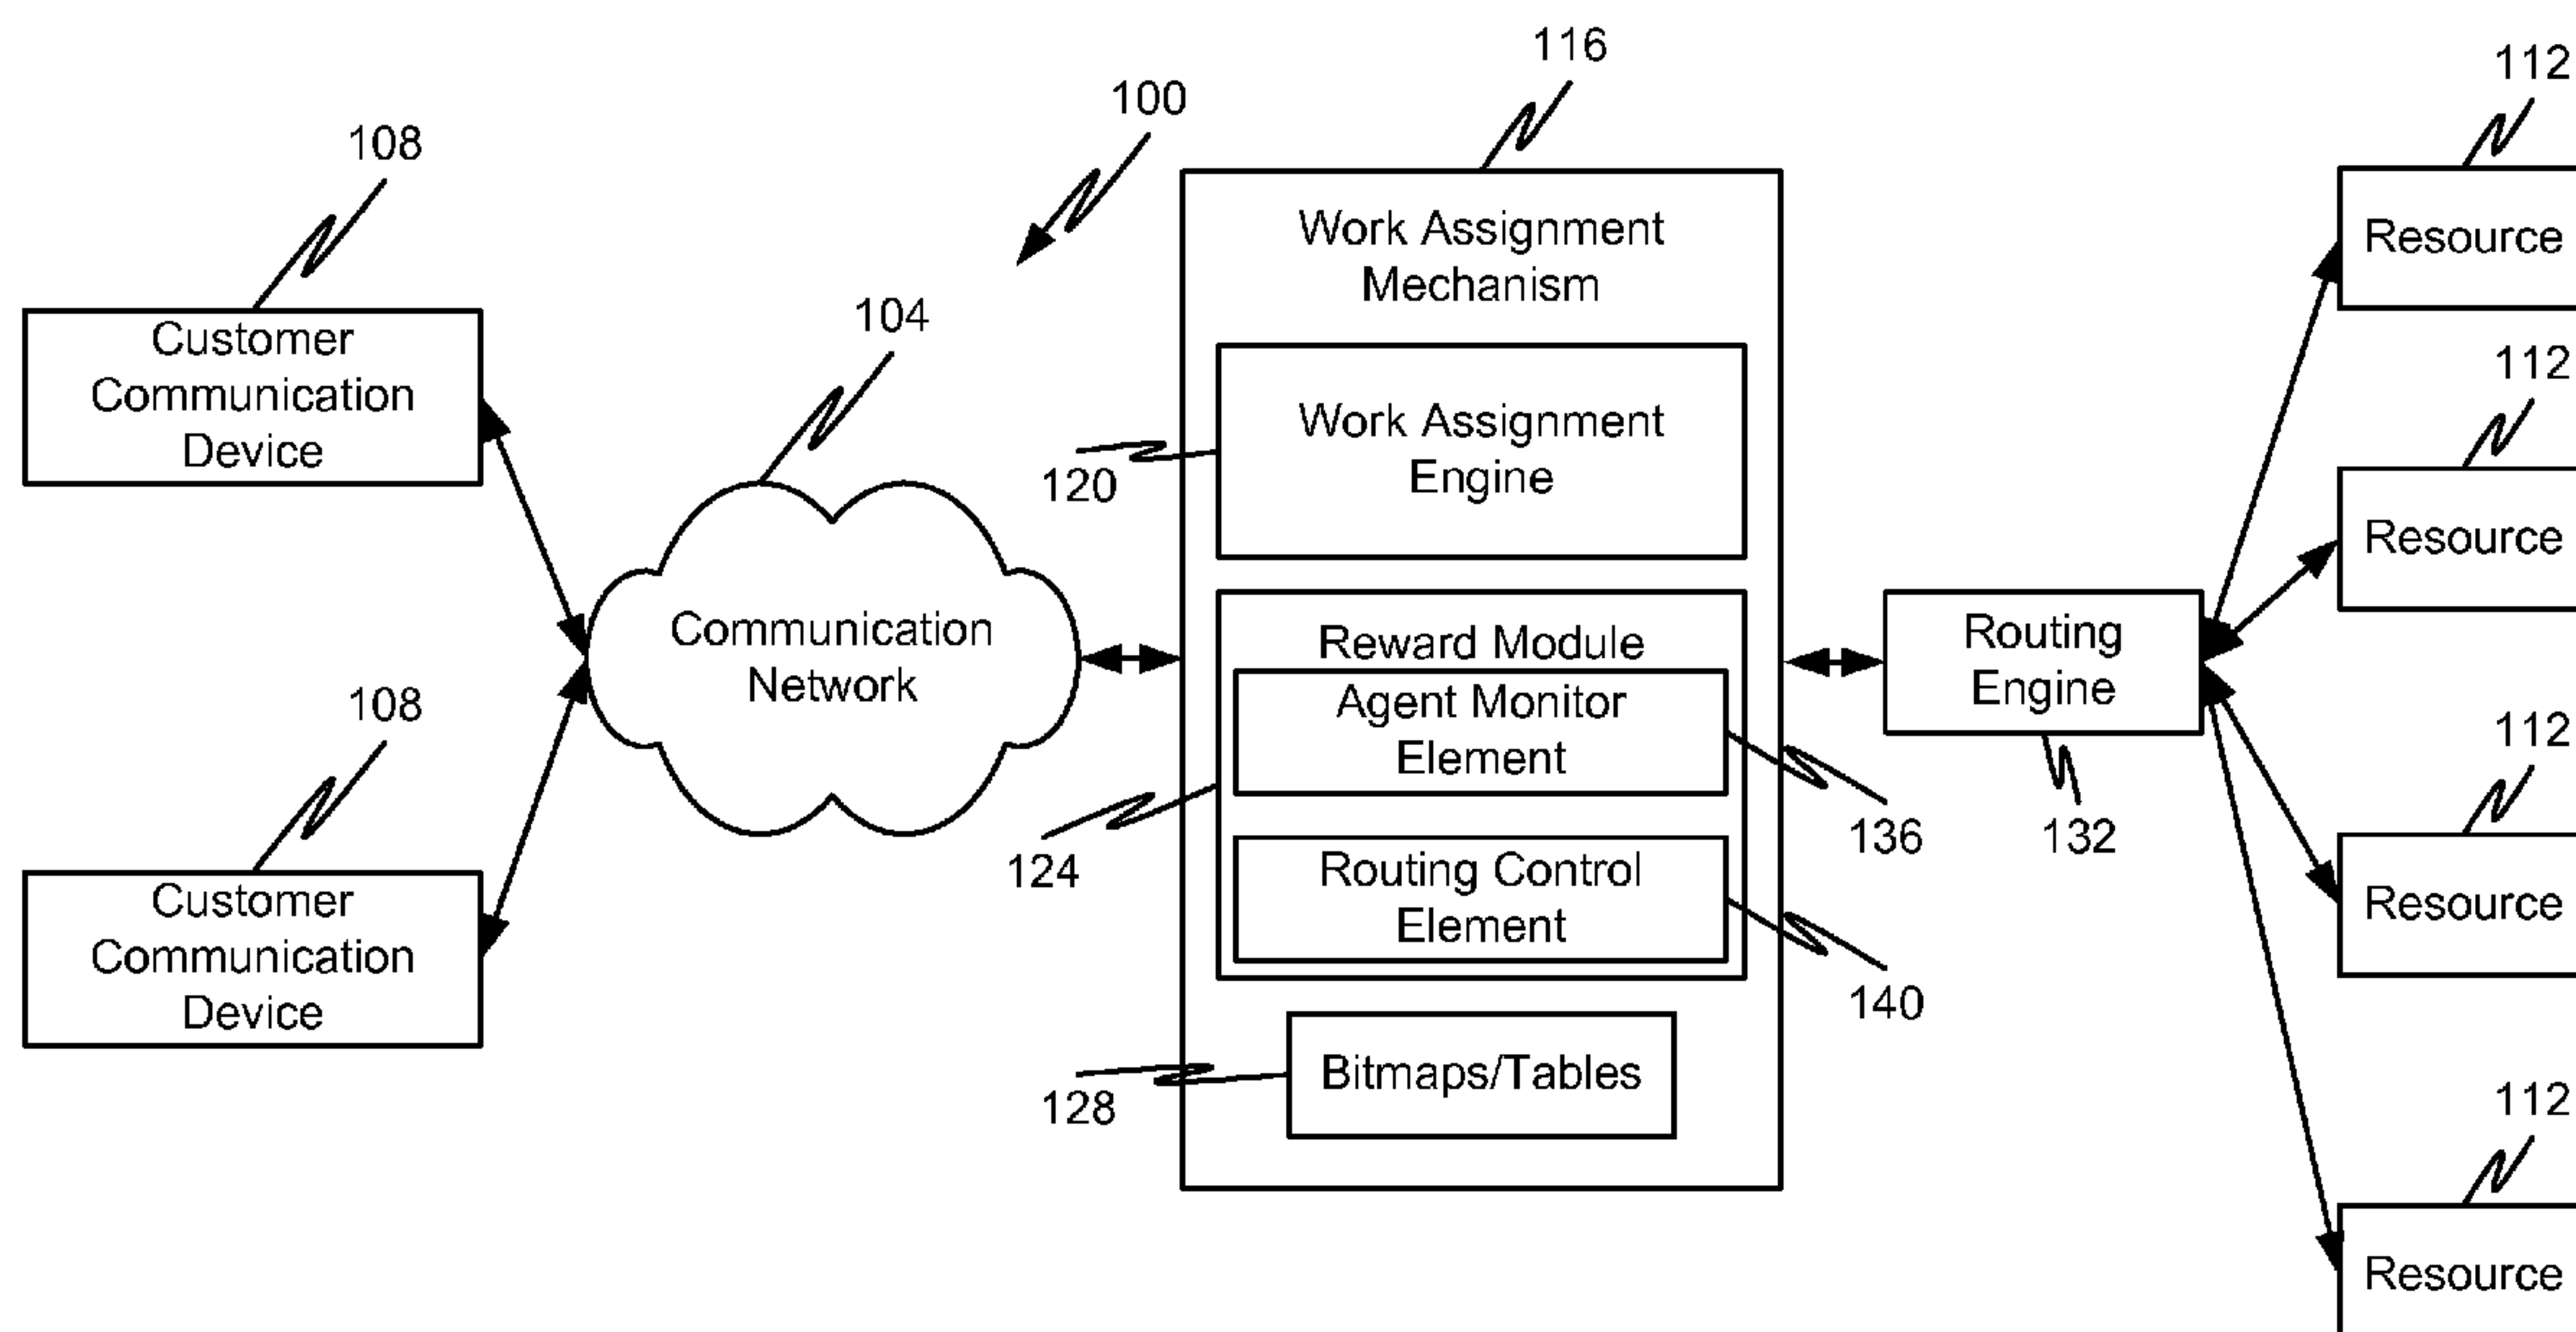 116
112
100
108
Work Assignment
Mechanism
Resource
104
Customer
Communication
Device
112
Work Assignment
Engine
120
Resource
Communication
Network
Reward Module
Routing
Engine
Agent Monitor
Element
108
112
124
136
132
Routing Control
Element
Resource
Customer
Communication
Device
140
Bitmaps/Tables
128
112
Resource